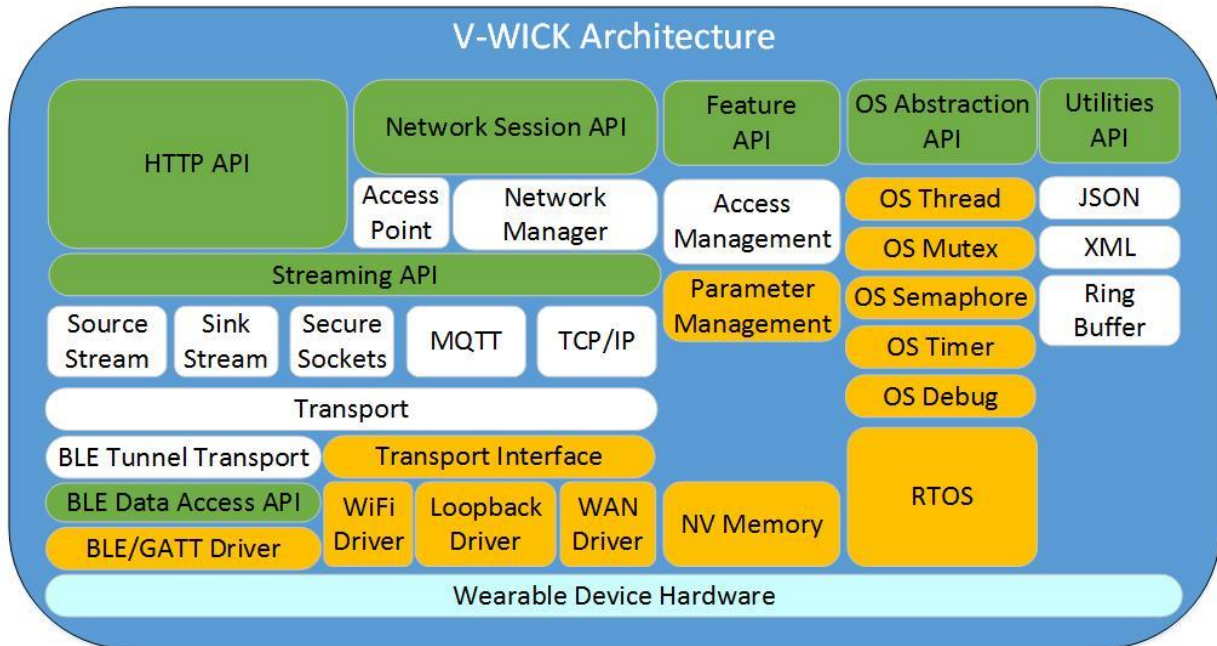 V-WICK Architecture
HTTP API
Network Session API
Feature
API
OS Abstraction
API
Utilities
API
Access
Point
Network
Manager
Access
Management
OS Thread
JSON
OS Mutex
XML
Streaming API
Parameter
Management
OS Semaphore
Ring
Buffer
Source
Stream
Sink
Stream
Secure
Sockets
MQTT
TCP/IP
OS Timer
OS Debug
Transport
BLE Tunnel Transport
Transport Interface
RTOS
BLE Data Access API
WiFi
Driver
Loopback
Driver
WAN
Driver
NV Memory
BLE/GATT Driver
Wearable Device Hardware